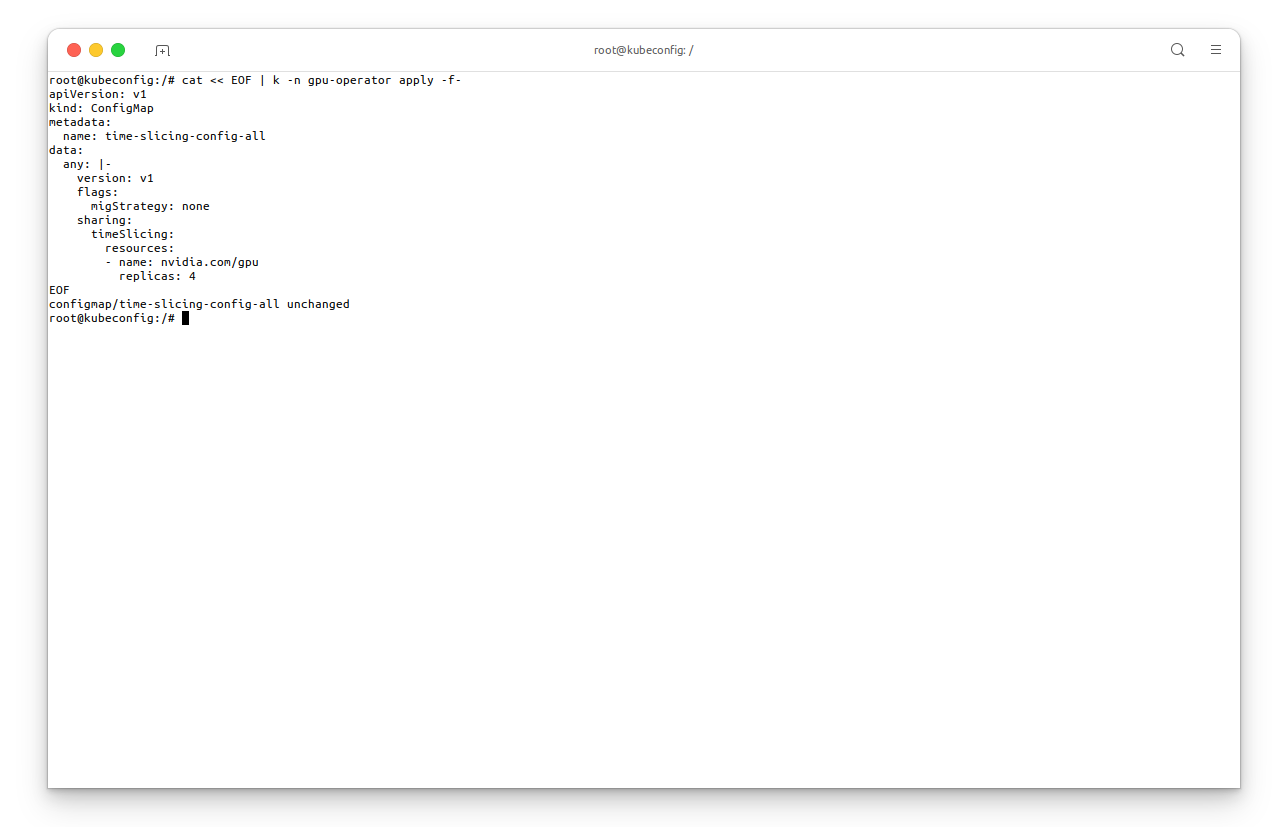 root@kubeconfig: /
root@kubeconfig:/# cat << EOF | k -n gpu-operator apply -f-
apiVersion: v1
kind: ConfigMap
metadata:
  name: time-slicing-config-all
data:
  any: |-
    version: v1
    flags:
      migStrategy: none
    sharing:
      timeSlicing:
        resources:
        - name: nvidia.com/gpu
          replicas: 4
EOF
configmap/time-slicing-config-all unchanged
root@kubeconfig:/#